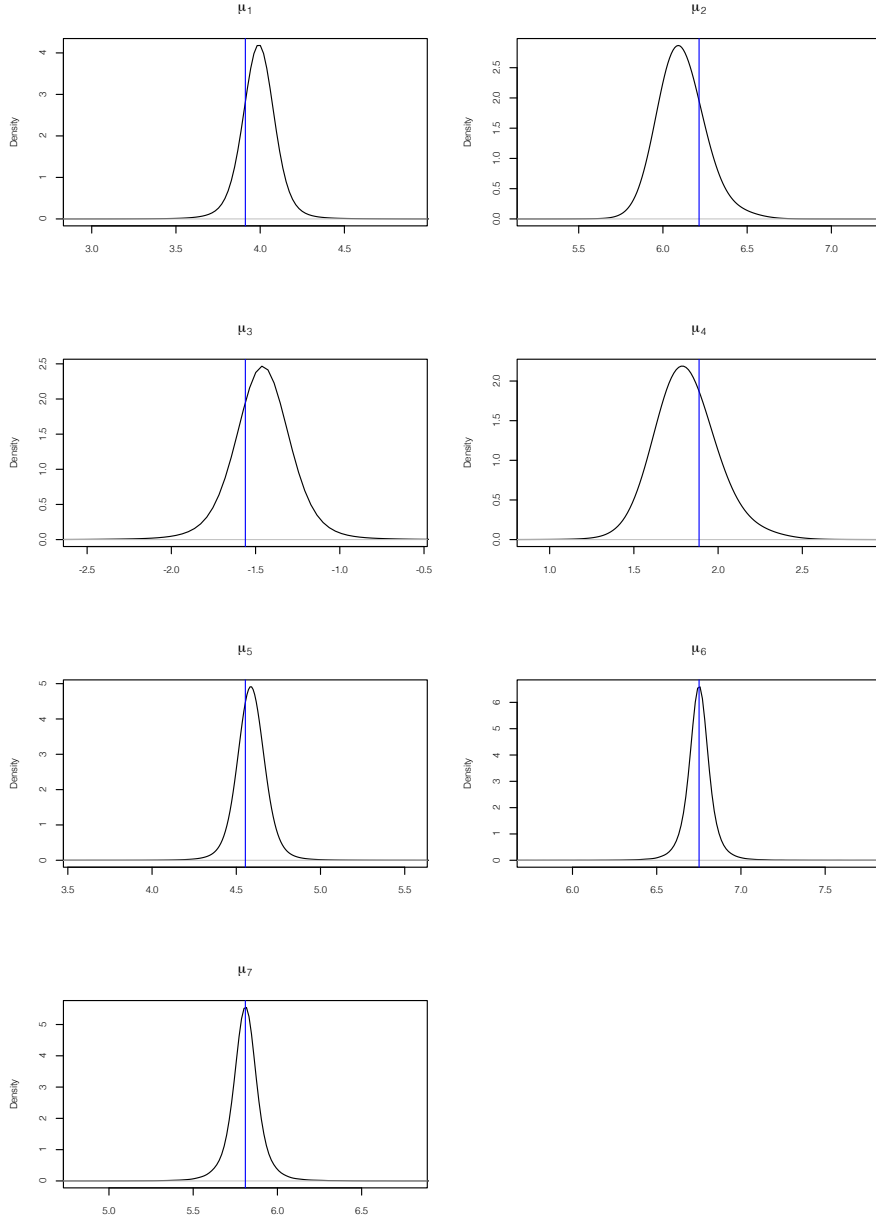 μ1
Density
0 1 2 3 4
3.0 3.5 4.0 4.5
μ2
Density
0.0 0.5 1.0 1.5 2.0 2.5
5.5 6.0 6.5 7.0
μ3
Density
0.0 0.5 1.0 1.5 2.0 2.5
-2.5 -2.0 -1.5 -1.0 -0.5
μ4
Density
0.0 0.5 1.0 1.5 2.0
1.0 1.5 2.0 2.5
μ5
Density
0 1 2 3 4 5
3.5 4.0 4.5 5.0 5.5
μ6
Density
0 1 2 3 4 5 6
6.0 6.5 7.0 7.5
μ7
Density
0 1 2 3 4 5
5.0 5.5 6.0 6.5